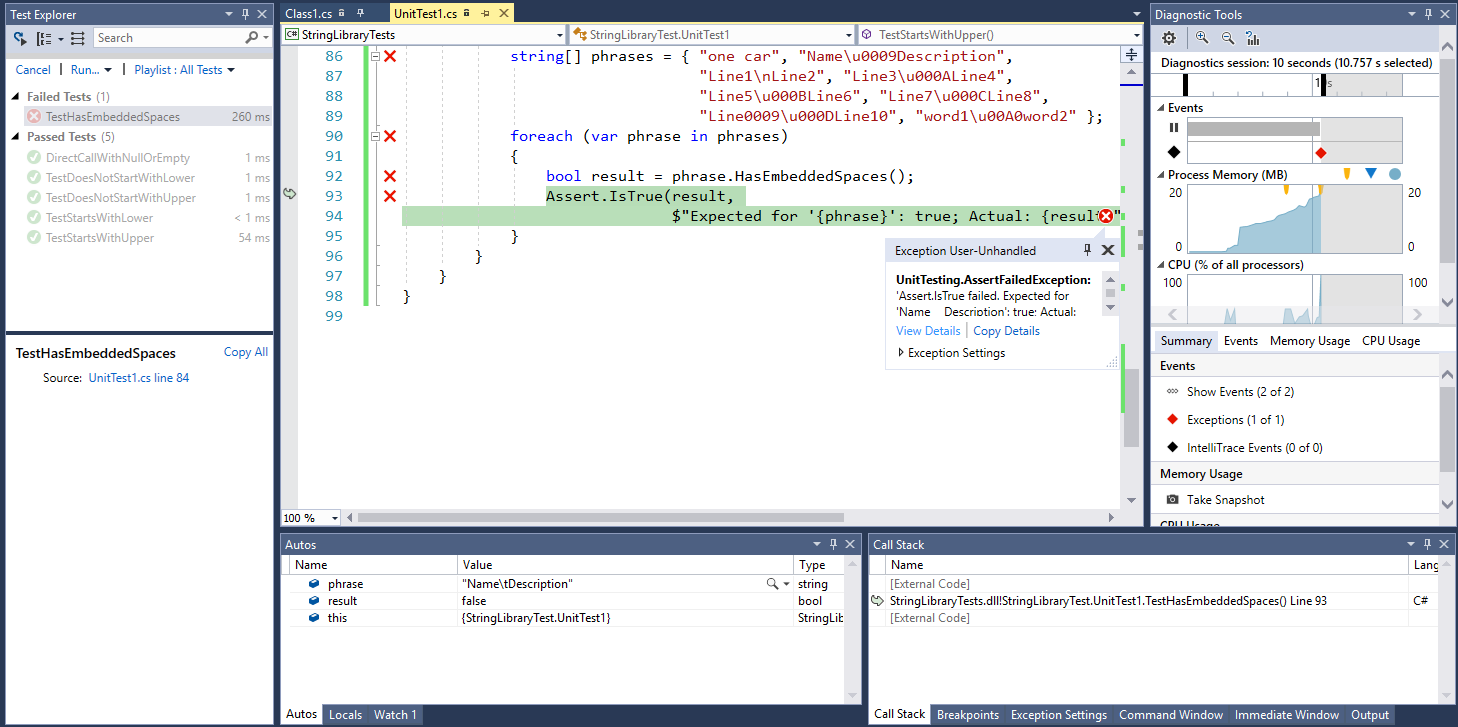 Test Explorer
Search
Cancel | Run... | Playlist : All Tests
Failed Tests (1)
TestHasEmbeddedSpaces 260 ms
Passed Tests (5)
DirectCallWithNullOrEmpty 1 ms
TestDoesNotStartWithLower 1 ms
TestDoesNotStartWithUpper 1 ms
TestStartsWithLower < 1 ms
TestStartsWithUpper 54 ms
TestHasEmbeddedSpaces Copy All
Source: UnitTest1.cs line 84
Class1.cs UnitTest1.cs
C# StringLibraryTests StringLibraryTest.UnitTest1 TestStartsWithUpper()
86 string[] phrases = { "one car", "Name\u0009Description",
87 "Line1\nLine2", "Line3\u000ALine4",
88 "Line5\u000BLine6", "Line7\u000CLine8",
89 "Line0009\u000DLine10", "word1\u00A0word2" };
90 foreach (var phrase in phrases)
91 {
92 bool result = phrase.HasEmbeddedSpaces();
93 Assert.IsTrue(result,
94 $"Expected for '{phrase}': true; Actual: {resul "
95 }
96 }
97 }
98 }
99
Exception User-Unhandled
UnitTesting.AssertFailedException:
'Assert.IsTrue failed. Expected for
'Name    Description': true: Actual:
View Details | Copy Details
Exception Settings
100 %
Diagnostic Tools
Diagnostics session: 10 seconds (10.757 s selected)
Events
Process Memory (MB)
20 20
0 0
CPU (% of all processors)
100 100
Summary Events Memory Usage CPU Usage
Events
Show Events (2 of 2)
Exceptions (1 of 1)
IntelliTrace Events (0 of 0)
Memory Usage
Take Snapshot
CPU Usage
Autos
Name Value Type
phrase "Name\tDescription" string
result false bool
this {StringLibraryTest.UnitTest1} StringLib
Autos Locals Watch 1
Call Stack
Name Lang
[External Code]
StringLibraryTests.dll!StringLibraryTest.UnitTest1.TestHasEmbeddedSpaces() Line 93 C#
[External Code]
Call Stack Breakpoints Exception Settings Command Window Immediate Window Output